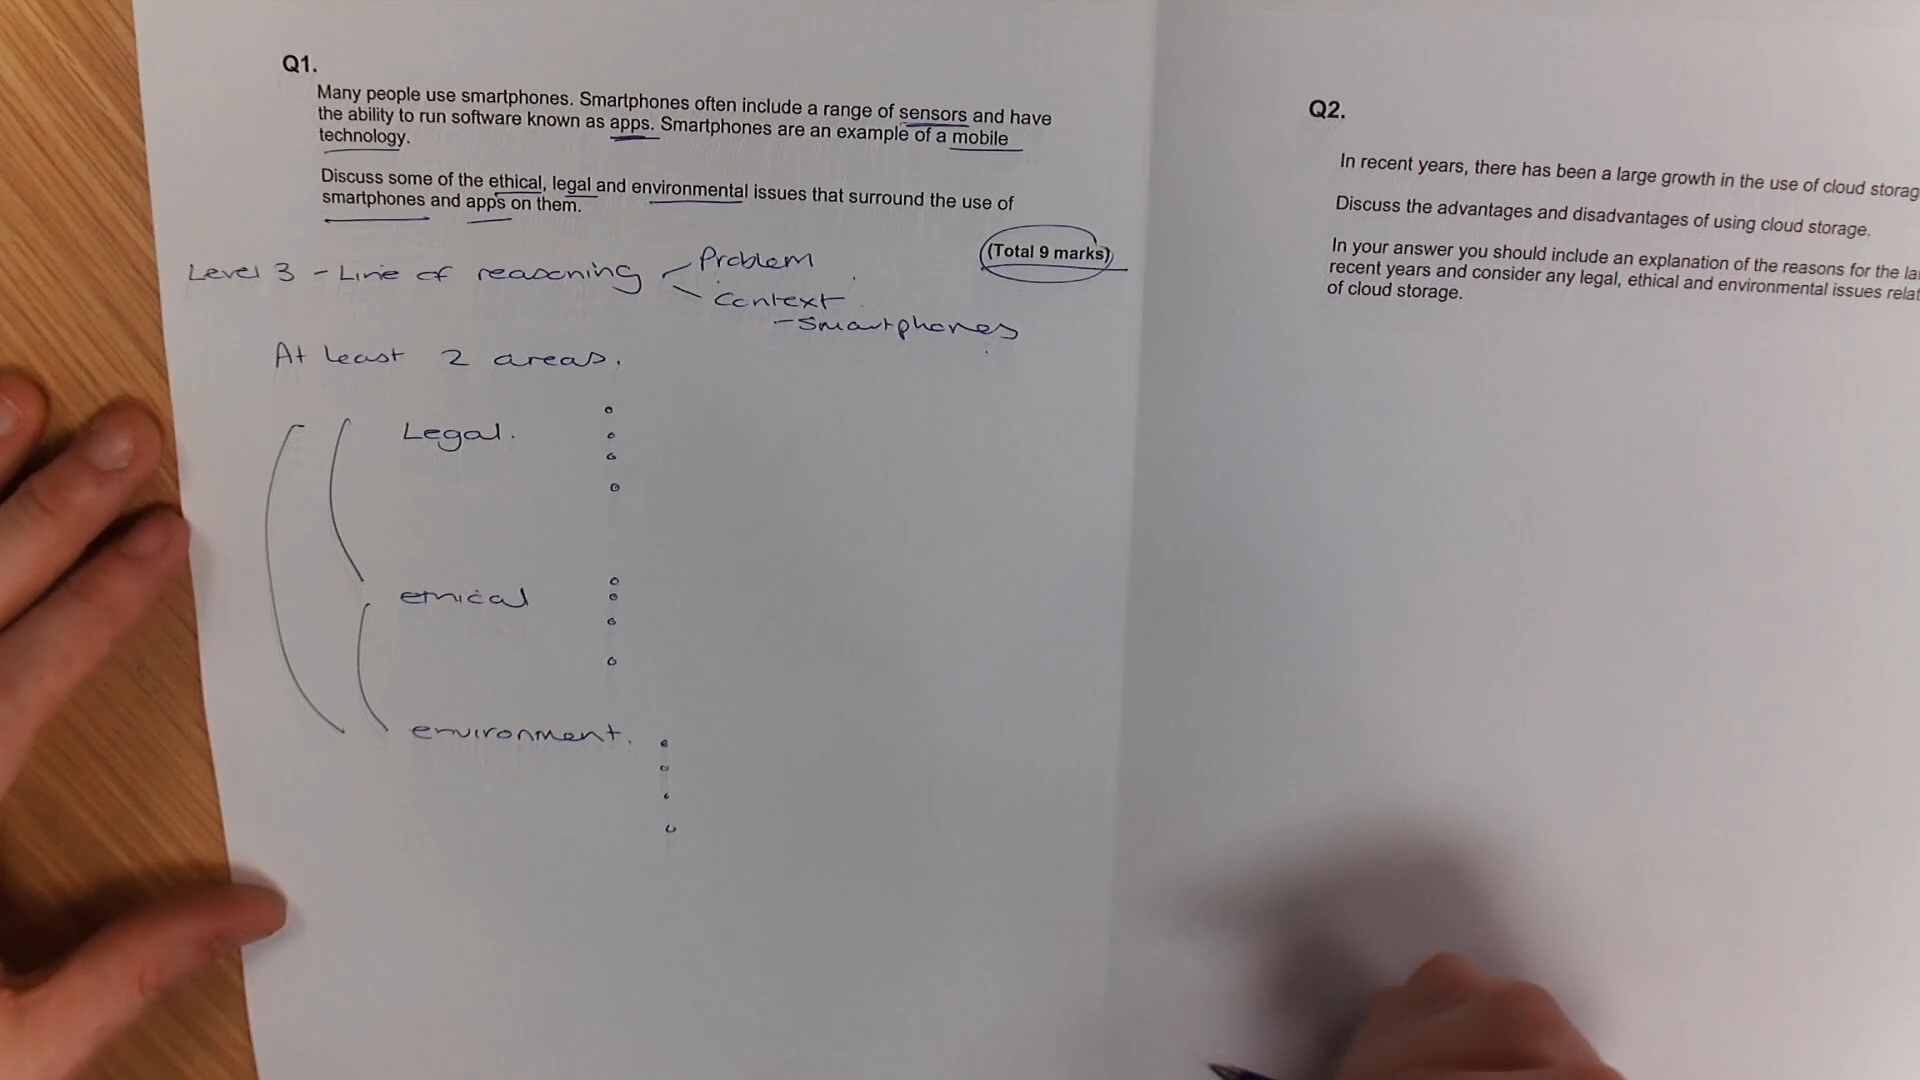 Q1.
Many people use smartphones. Smartphones often include a range of sensors and have
the ability to run software known as apps. Smartphones are an example of a mobile
technology.
Discuss some of the ethical, legal and environmental issues that surround the use of
smartphones and apps on them.
(Total 9 marks)
Level 3 - Line of reasoning
Problem
Context
- Smartphones
At least 2 areas.
Legal.
ethical
environment.
Q2.
In recent years, there has been a large growth in the use of cloud storag
Discuss the advantages and disadvantages of using cloud storage.
In your answer you should include an explanation of the reasons for the la
recent years and consider any legal, ethical and environmental issues relat
of cloud storage.